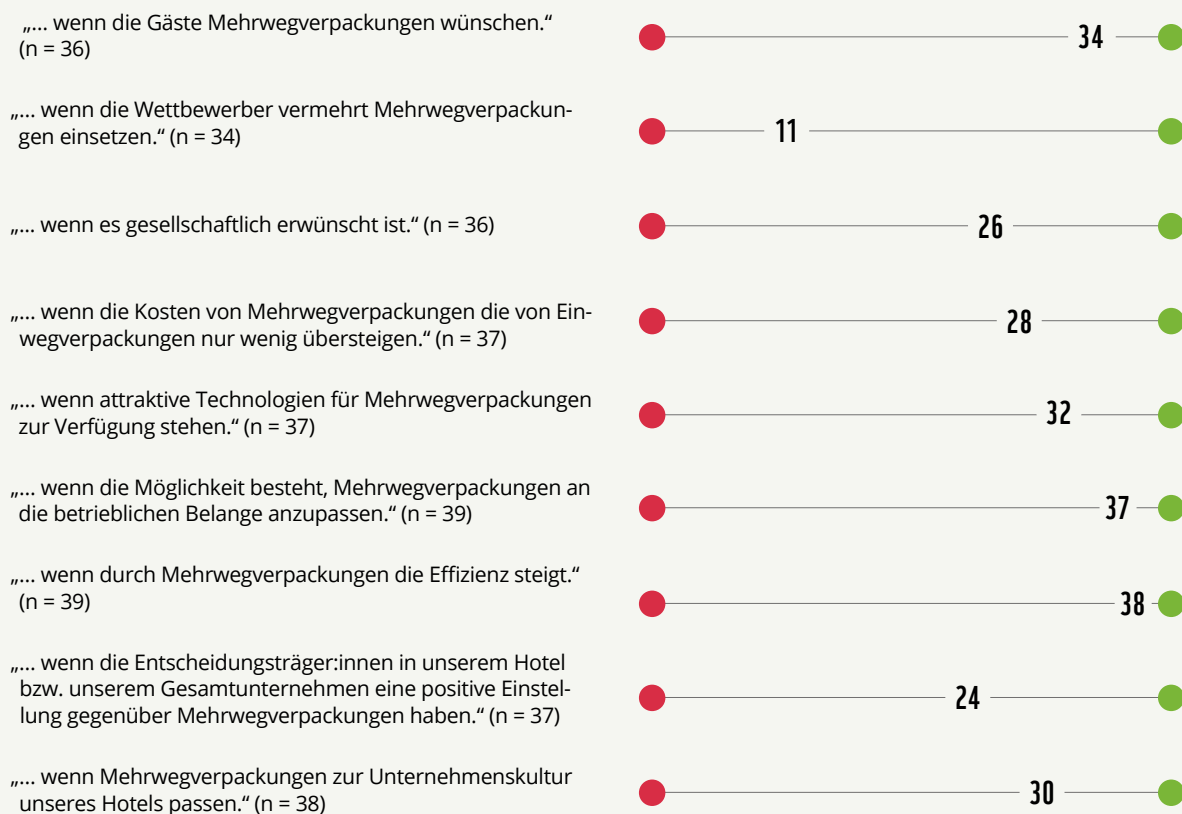 „... wenn die Gäste Mehrwegverpackungen wünschen.“
(n = 36)
34
„... wenn die Wettbewerber vermehrt Mehrwegverpackun-
gen einsetzen.“ (n = 34)
11
„... wenn es gesellschaftlich erwünscht ist.“ (n = 36)
26
„... wenn die Kosten von Mehrwegverpackungen die von Ein-
wegverpackungen nur wenig übersteigen.“ (n = 37)
28
„... wenn attraktive Technologien für Mehrwegverpackungen
zur Verfügung stehen.“ (n = 37)
32
„... wenn die Möglichkeit besteht, Mehrwegverpackungen an
die betrieblichen Belange anzupassen.“ (n = 39)
37
„... wenn durch Mehrwegverpackungen die Effizienz steigt.“
(n = 39)
38
„... wenn die Entscheidungsträger:innen in unserem Hotel
bzw. unserem Gesamtunternehmen eine positive Einstel-
lung gegenüber Mehrwegverpackungen haben.“ (n = 37)
24
„... wenn Mehrwegverpackungen zur Unternehmenskultur
unseres Hotels passen.“ (n = 38)
30